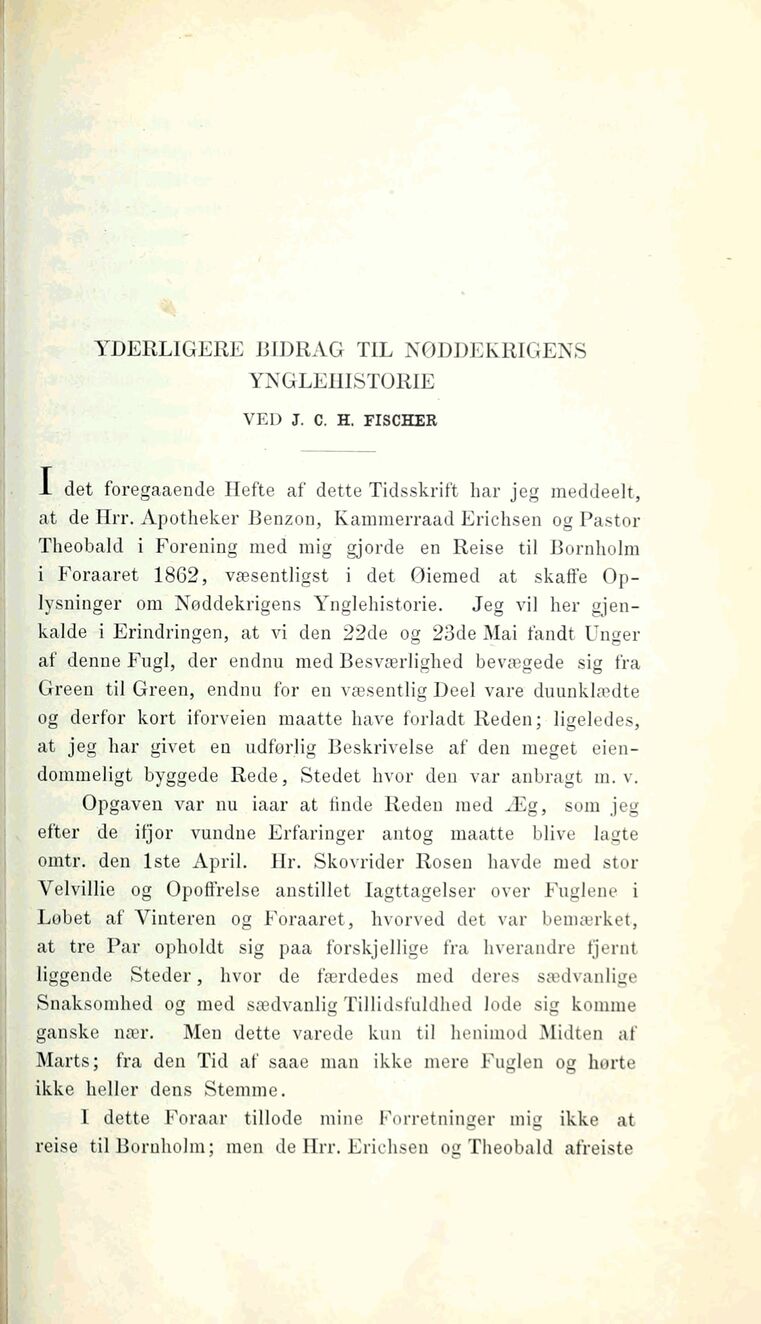 YDERLIGERE BIDRAG TIL NØDDEKRIGENS
YNGLEHISTORIE
VED J. C. H. FISCHER
I det foregaaende Hefte af dette Tidsskrift har jeg meddeelt,
at de Hrr. Apotheker Benzon, Kammerraad Erichsen og Pastor
Theobald i Forening med mig gjorde en Reise til Bornholm
i Foraaret 1862, væsentligst i det Øiemed at skaffe Op-
lysninger om Nøddekrigens Ynglehistorie. Jeg vil her gjen-
kalde i Erindringen, at vi den 22de og 23de Mai fandt Unger
af denne Fugl, der endnu med Besværlighed bevægede sig fra
Green til Green, endnu for en væsentlig Deel vare duunklædte
og derfor kort iforveien maatte have forladt Reden; ligeledes,
at jeg har givet en udførlig Beskrivelse af den meget eien-
dommeligt byggede Rede, Stedet hvor den var anbragt m. v.
Opgaven var nu iaar at finde Reden med Æg, som jeg
efter de ifjor vundne Erfaringer antog maatte blive lagte
omtr. den 1ste April. Hr. Skovrider Rosen havde med stor
Velvillie og Opoffrelse anstillet Iagttagelser over Fuglene i
Løbet af Vinteren og Foraaret, hvorved det var bemærket,
at tre Par opholdt sig paa forskjellige fra hverandre fjernt
liggende Steder, hvor de færdedes med deres sædvanlige
Snaksomhed og med sædvanlig Tillidsfuldhed lode sig komme
ganske nær. Men dette varede kun til henimod Midten af
Marts; fra den Tid af saae man ikke mere Fuglen og hørte
ikke heller dens Stemme.
I dette Foraar tillode mine Forretninger mig ikke at
reise til Bornholm; men de Hrr. Erichsen og Theobald afreiste